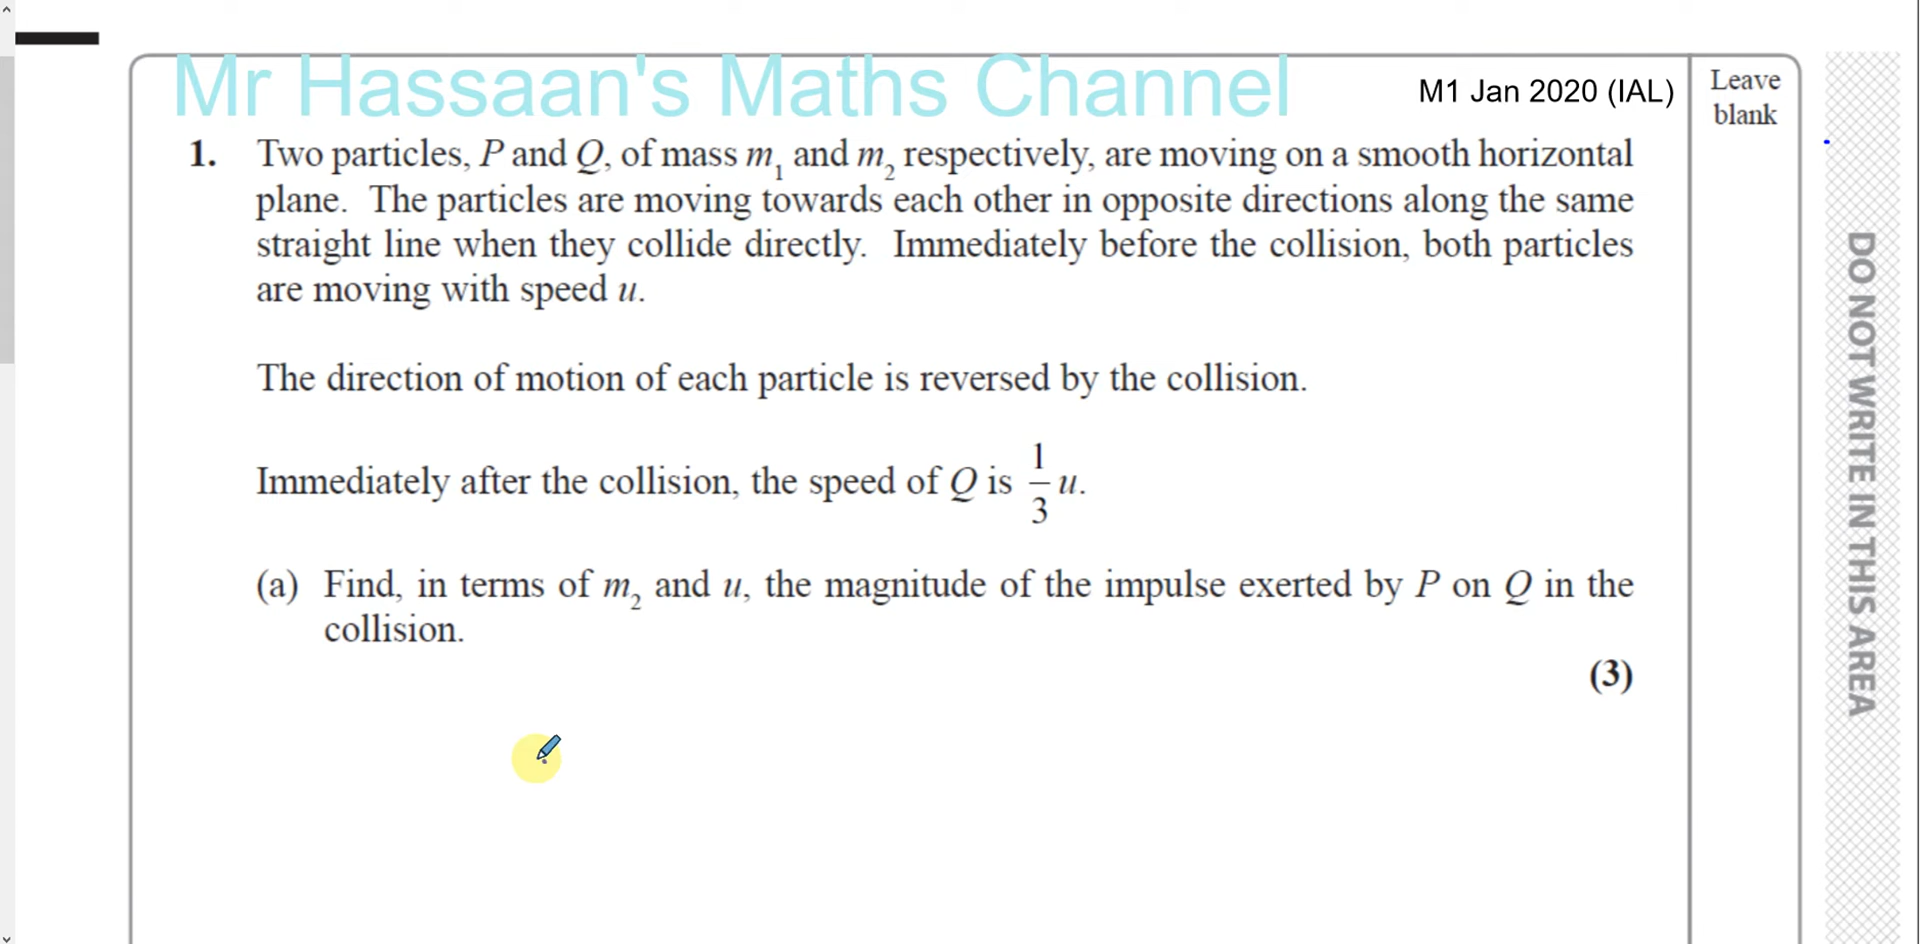 Mr Hassaan's Maths Channel
M1 Jan 2020 (IAL)
Leave
blank
1. Two particles, P and Q, of mass m₁ and m₂ respectively, are moving on a smooth horizontal
plane. The particles are moving towards each other in opposite directions along the same
straight line when they collide directly. Immediately before the collision, both particles
are moving with speed u.
The direction of motion of each particle is reversed by the collision.
Immediately after the collision, the speed of Q is 1/3 u.
(a) Find, in terms of m₂ and u, the magnitude of the impulse exerted by P on Q in the
collision.
(3)
DO NOT WRITE IN THIS AREA